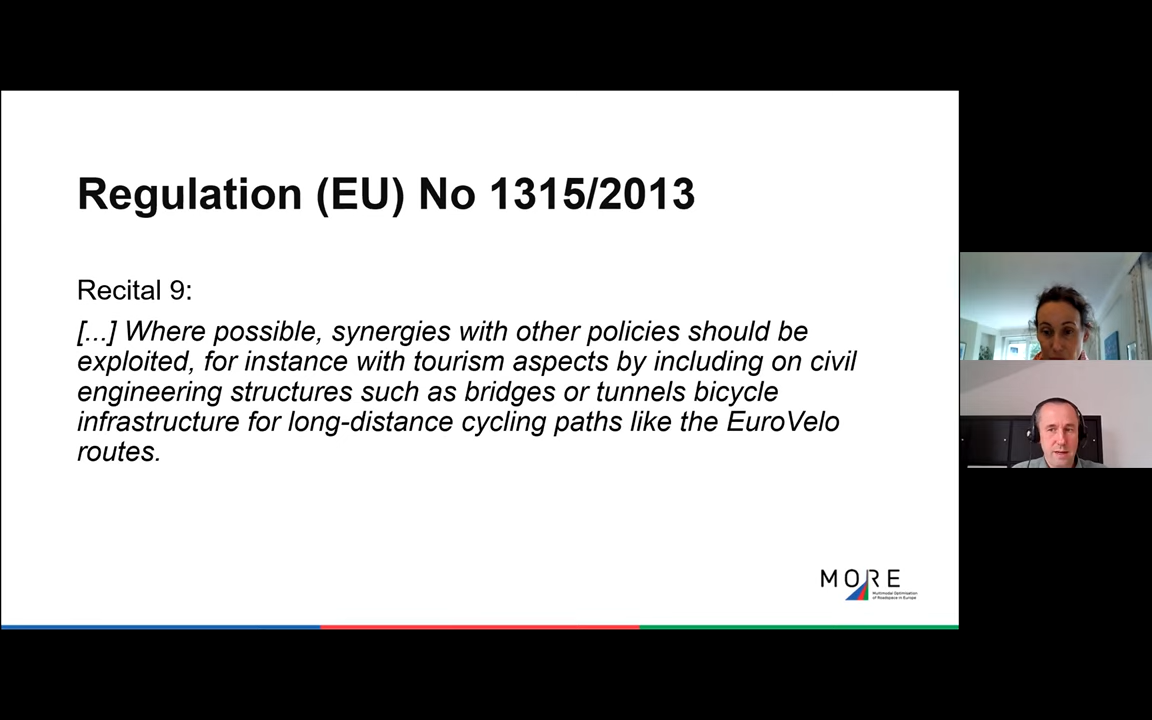 Regulation (EU) No 1315/2013
Recital 9:
[...] Where possible, synergies with other policies should be
exploited, for instance with tourism aspects by including on civil
engineering structures such as bridges or tunnels bicycle
infrastructure for long-distance cycling paths like the EuroVelo
routes.
MORE
Multimodal Optimisation
of Roadspace in Europe